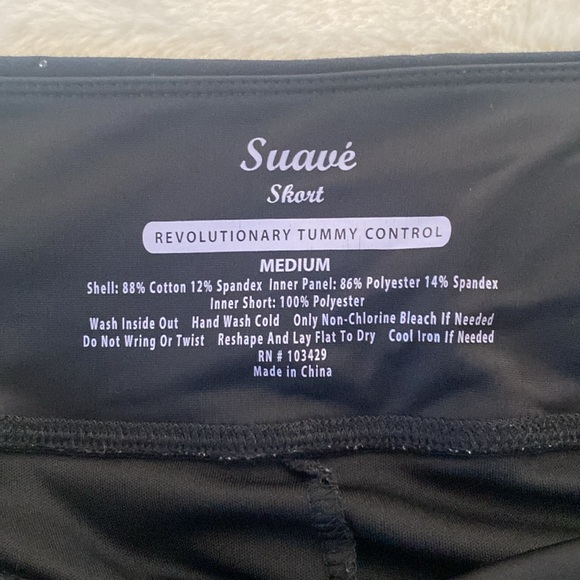 Suavé
Skort
REVOLUTIONARY TUMMY CONTROL
MEDIUM
Shell: 88% Cotton 12% Spandex Inner Panel: 86% Polyester 14% Spandex
Inner Short: 100% Polyester
Wash Inside Out Hand Wash Cold Only Non-Chlorine Bleach If Needed
Do Not Wring Or Twist Reshape And Lay Flat To Dry Cool Iron If Needed
RN # 103429
Made in China